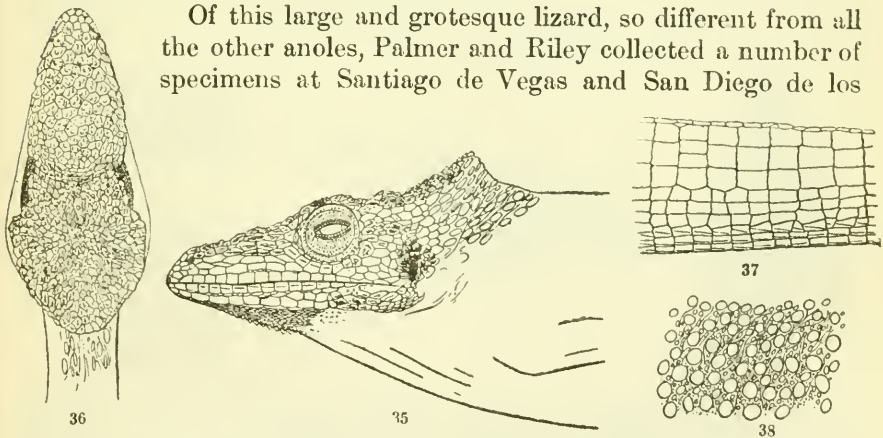 Of this large and grotesque lizard, so different from all
the other anoles, Palmer and Riley collected a number of
specimens at Santiago de Vegas and San Diego de los
37
36
35
38